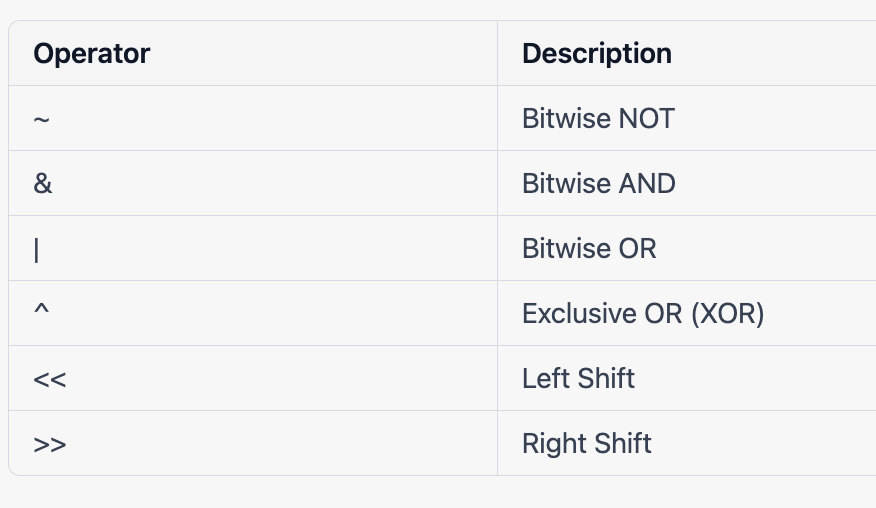 Operator Description
~ Bitwise NOT
& Bitwise AND
| Bitwise OR
^ Exclusive OR (XOR)
<< Left Shift
>> Right Shift